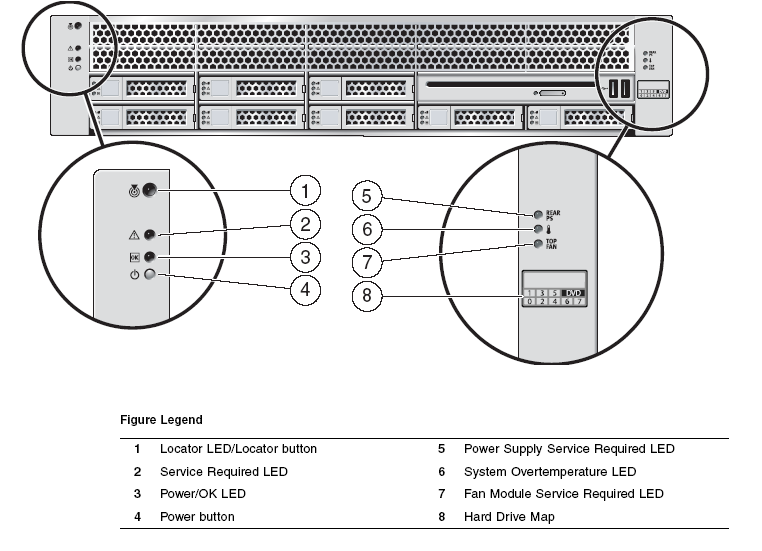 1
2
OK
3
4
5
REAR
PS
6
7
TOP
FAN
8
1 3 5 DVD
0 2 4 6 7
Figure Legend
1 Locator LED/Locator button 5 Power Supply Service Required LED
2 Service Required LED 6 System Overtemperature LED
3 Power/OK LED 7 Fan Module Service Required LED
4 Power button 8 Hard Drive Map